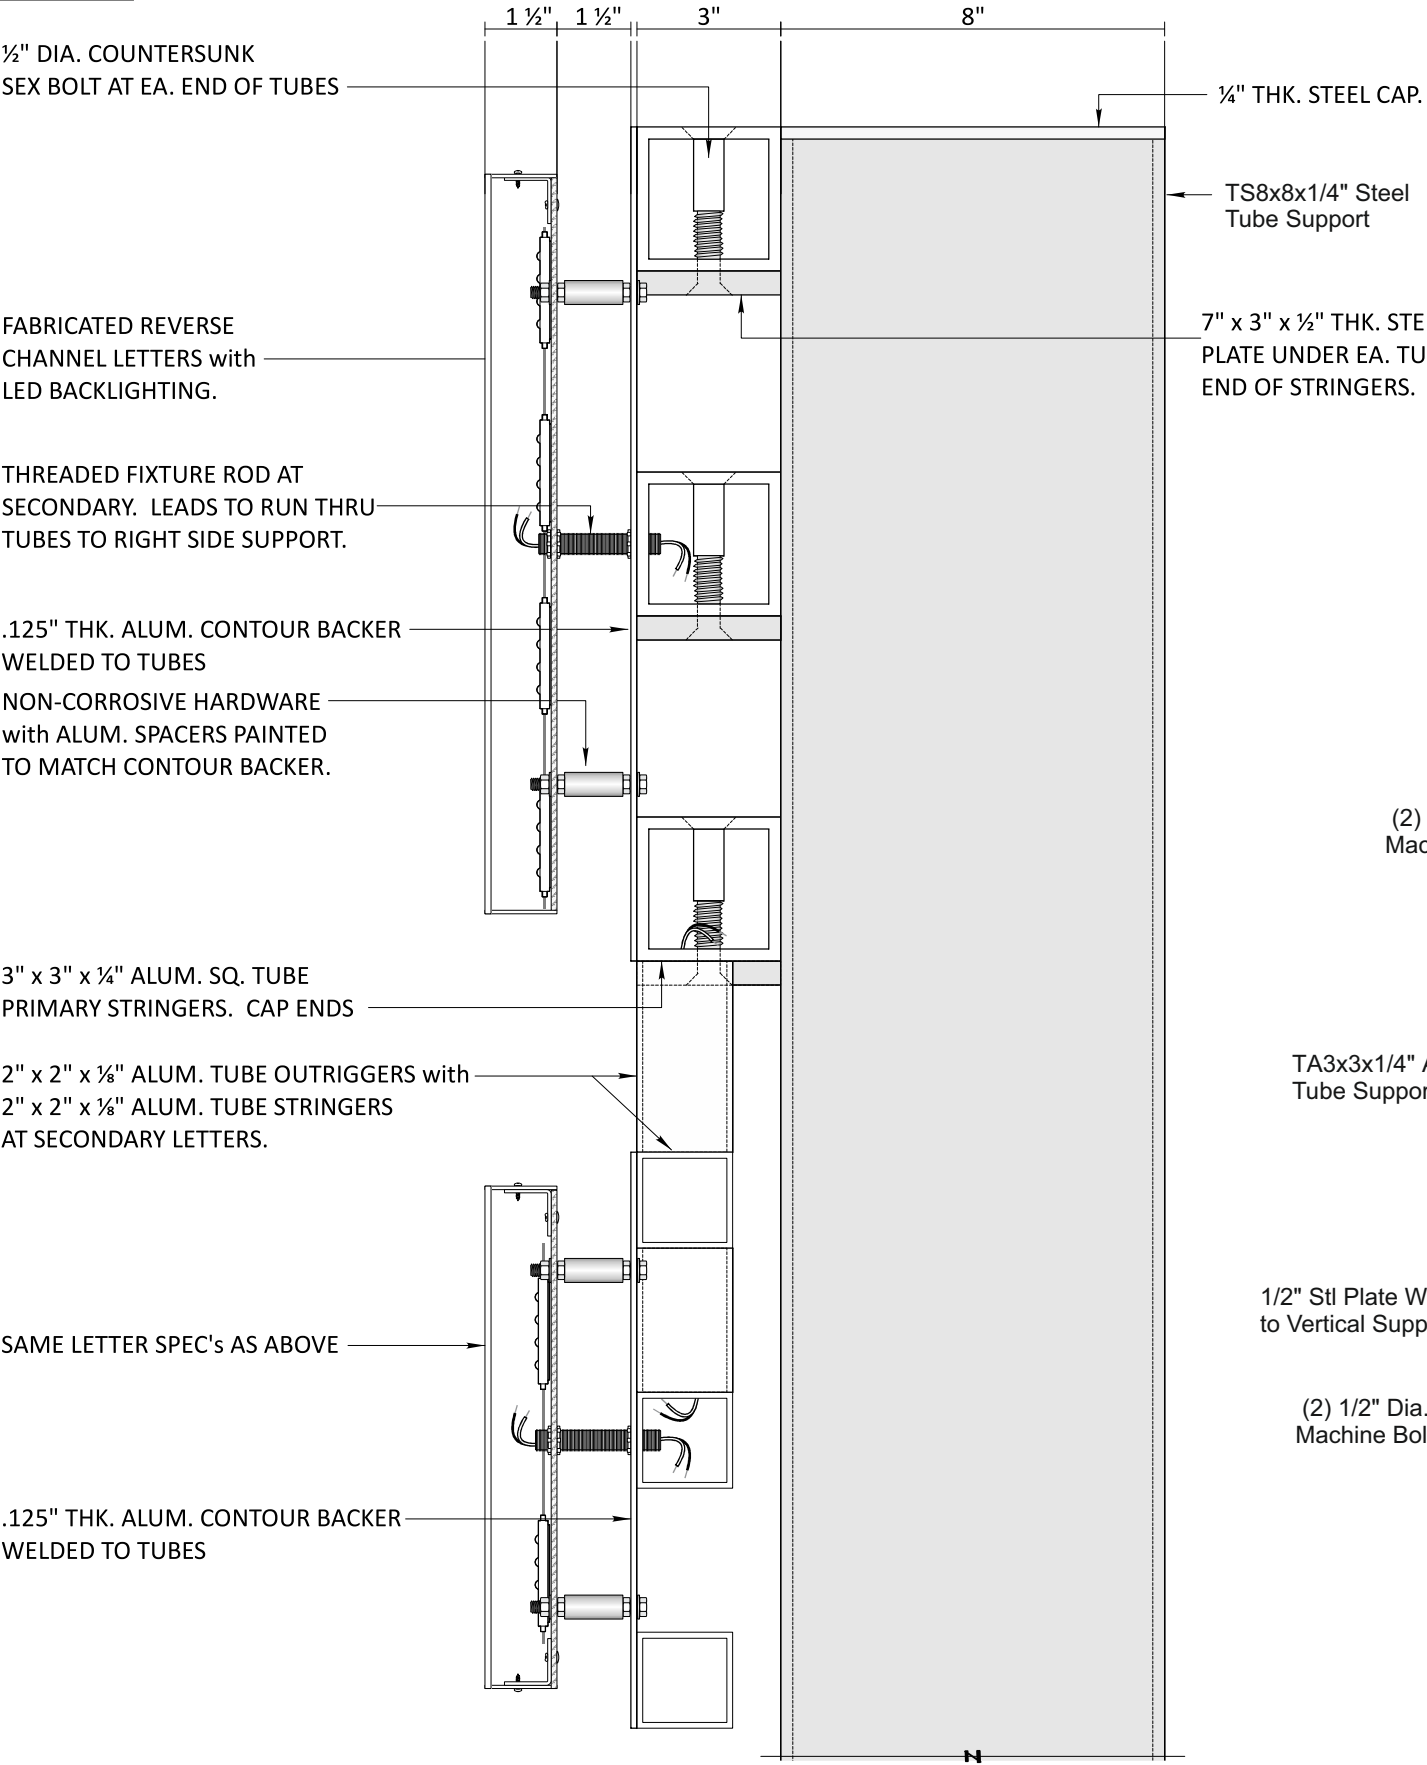 1 ½" 1 ½" 3" 8"
½" DIA. COUNTERSUNK
SEX BOLT AT EA. END OF TUBES
¼" THK. STEEL CAP.
TS8x8x1/4" Steel
Tube Support
FABRICATED REVERSE
CHANNEL LETTERS with
LED BACKLIGHTING.
7" x 3" x ½" THK. STE
PLATE UNDER EA. TU
END OF STRINGERS.
THREADED FIXTURE ROD AT
SECONDARY. LEADS TO RUN THRU
TUBES TO RIGHT SIDE SUPPORT.
.125" THK. ALUM. CONTOUR BACKER
WELDED TO TUBES
NON-CORROSIVE HARDWARE
with ALUM. SPACERS PAINTED
TO MATCH CONTOUR BACKER.
(2)
Mac
3" x 3" x ¼" ALUM. SQ. TUBE
PRIMARY STRINGERS. CAP ENDS
2" x 2" x ⅛" ALUM. TUBE OUTRIGGERS with
2" x 2" x ⅛" ALUM. TUBE STRINGERS
AT SECONDARY LETTERS.
TA3x3x1/4" A
Tube Suppor
1/2" Stl Plate W
to Vertical Supp
SAME LETTER SPEC's AS ABOVE
(2) 1/2" Dia.
Machine Bol
.125" THK. ALUM. CONTOUR BACKER
WELDED TO TUBES